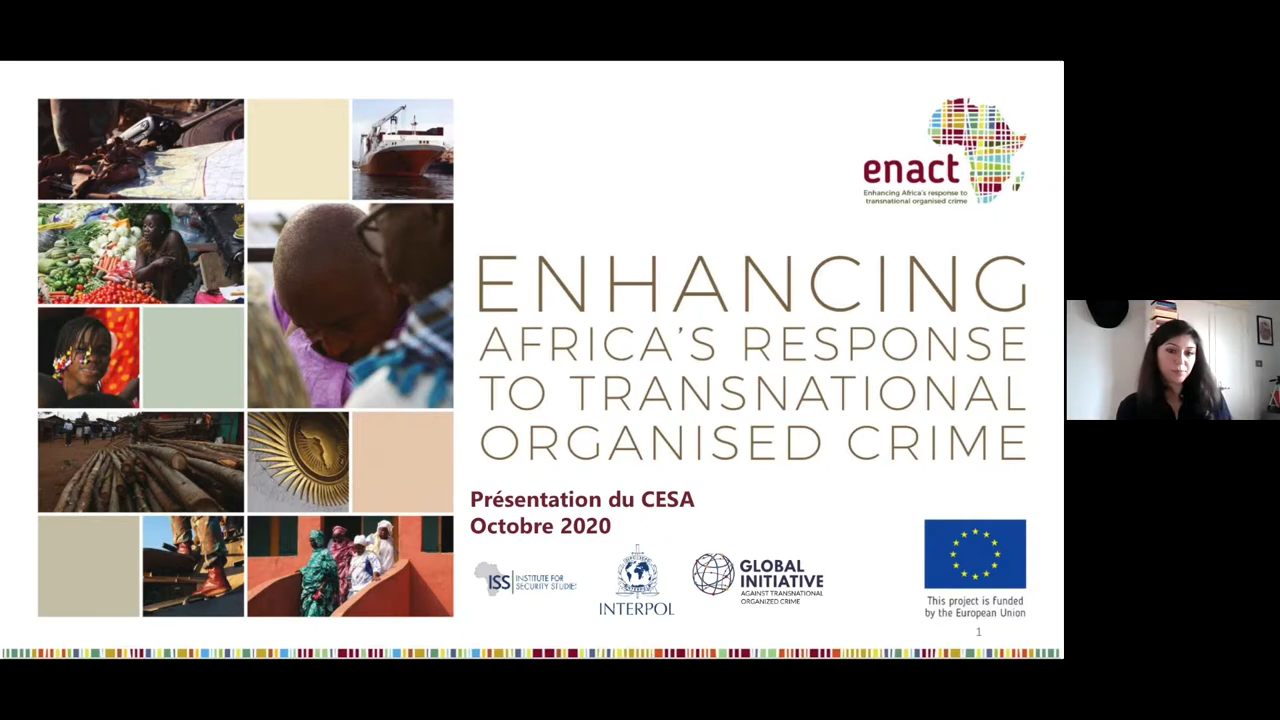 enact
Enhancing Africa's response to
transnational organised crime
ENHANCING
AFRICA'S RESPONSE
TO TRANSNATIONAL
ORGANISED CRIME
Présentation du CESA
Octobre 2020
ISS INSTITUTE FOR
SECURITY STUDIES
INTERPOL
GLOBAL
INITIATIVE
AGAINST TRANSNATIONAL
ORGANIZED CRIME
This project is funded
by the European Union
1